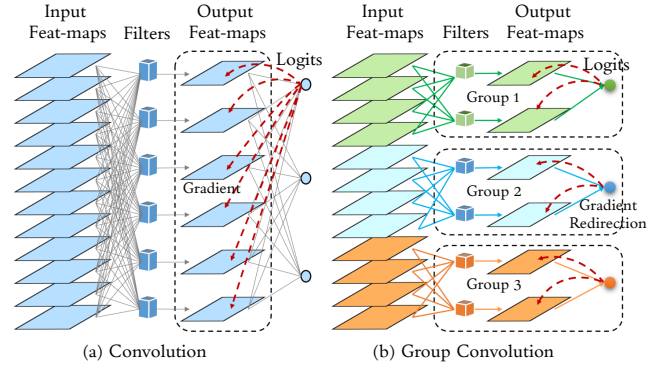 Input
Feat-maps
Filters
Output
Feat-maps
Logits
Gradient
(a) Convolution
Input
Feat-maps
Filters
Output
Feat-maps
Logits
Group 1
Group 2
Gradient
Redirection
Group 3
(b) Group Convolution